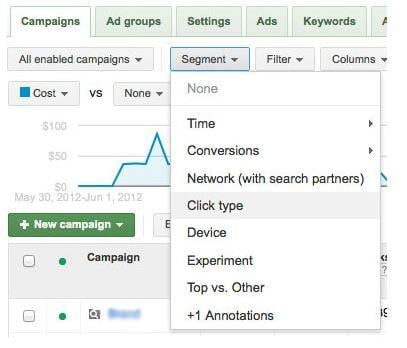 Campaigns Ad groups Settings Ads Keywords
All enabled campaigns Segment Filter Columns
Cost VS None
None
Time
Conversions
Network (with search partners)
Click type
Device
Experiment
Top vs. Other
+1 Annotations
$100
$50
$0
May 30, 2012-Jun 1, 2012
+ New campaign
Campaign